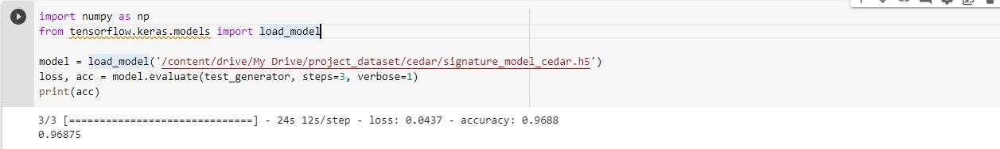 import numpy as np
from tensorflow.keras.models import load_model
model = load_model('/content/drive/My Drive/project_dataset/cedar/signature_model_cedar.h5')
loss, acc = model.evaluate(test_generator, steps=3, verbose=1)
print(acc)
3/3 [==============================] - 24s 12s/step - loss: 0.0437 - accuracy: 0.9688
0.96875